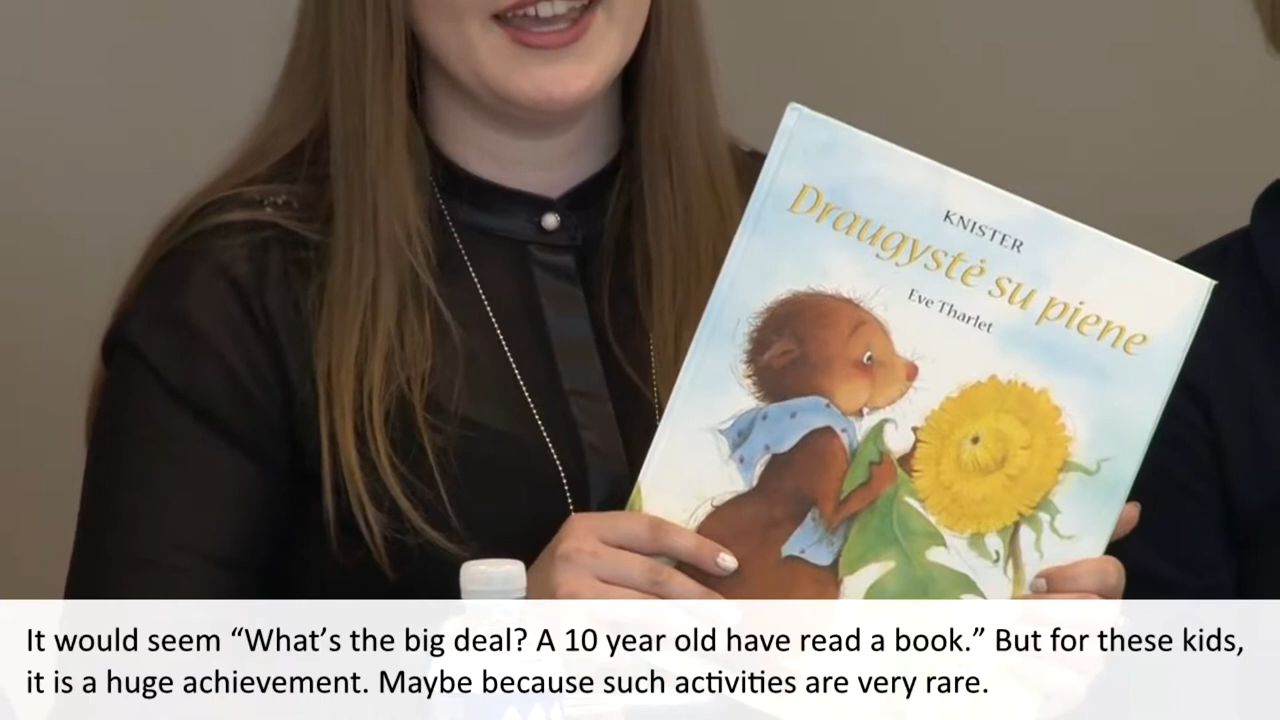 KNISTER
Draugystė su piene
Eve Tharlet
It would seem “What’s the big deal? A 10 year old have read a book.” But for these kids,
it is a huge achievement. Maybe because such activities are very rare.